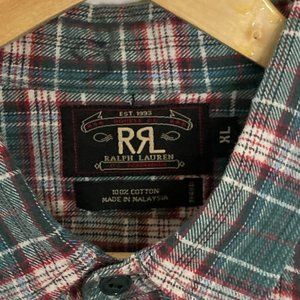 EST. 1993
RRL
RALPH LAUREN
XL
100% COTTON
MADE IN MALAYSIA